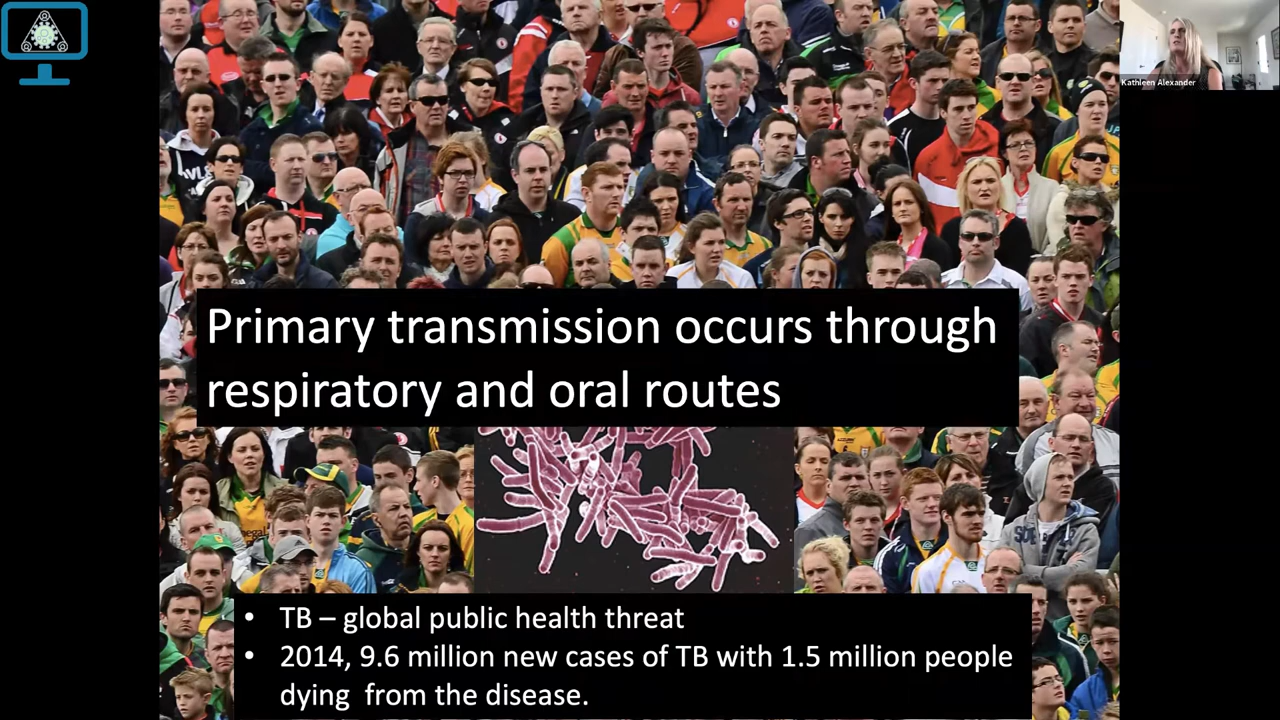 Kathleen Alexander
Primary transmission occurs through
respiratory and oral routes
• TB – global public health threat
• 2014, 9.6 million new cases of TB with 1.5 million people
dying from the disease.